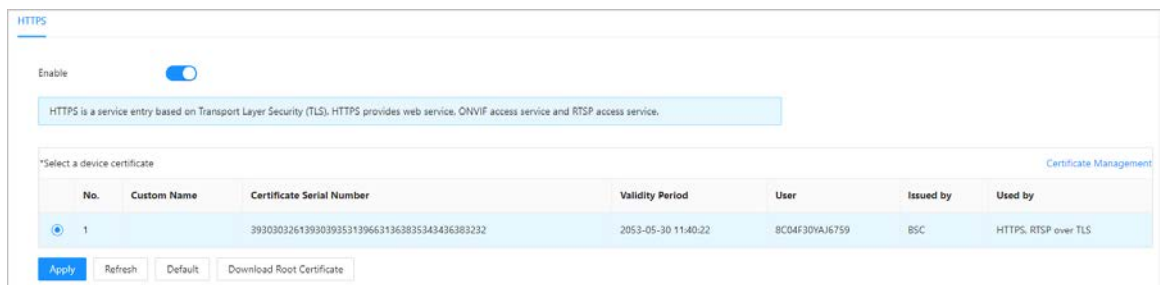 HTTPS
Enable
HTTPS is a service entry based on Transport Layer Security (TLS). HTTPS provides web service, ONVIF access service and RTSP access service.
*Select a device certificate Certificate Management
No. Custom Name Certificate Serial Number Validity Period User Issued by Used by
1 2053-05-30 11:40:22 8C04F30YAJ6759 BSC HTTPS, RTSP over TLS
Apply Refresh Default Download Root Certificate